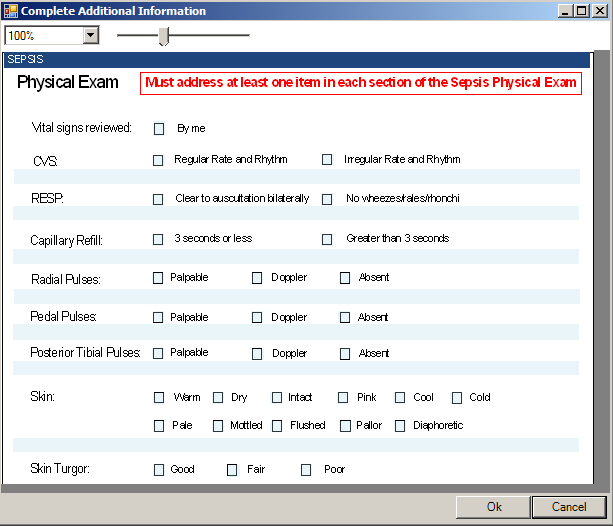 Complete Additional Information
100%
SEPSIS
Physical Exam Must address at least one item in each section of the Sepsis Physical Exam
Vital signs reviewed: By me
CVS: Regular Rate and Rhythm Irregular Rate and Rhythm
RESP: Clear to auscultation bilaterally No wheezes/rales/rhonchi
Capillary Refill: 3 seconds or less Greater than 3 seconds
Radial Pulses: Palpable Doppler Absent
Pedal Pulses: Palpable Doppler Absent
Posterior Tibial Pulses: Palpable Doppler Absent
Skin: Warm Dry Intact Pink Cool Cold
Pale Mottled Flushed Pallor Diaphoretic
Skin Turgor: Good Fair Poor
Ok Cancel